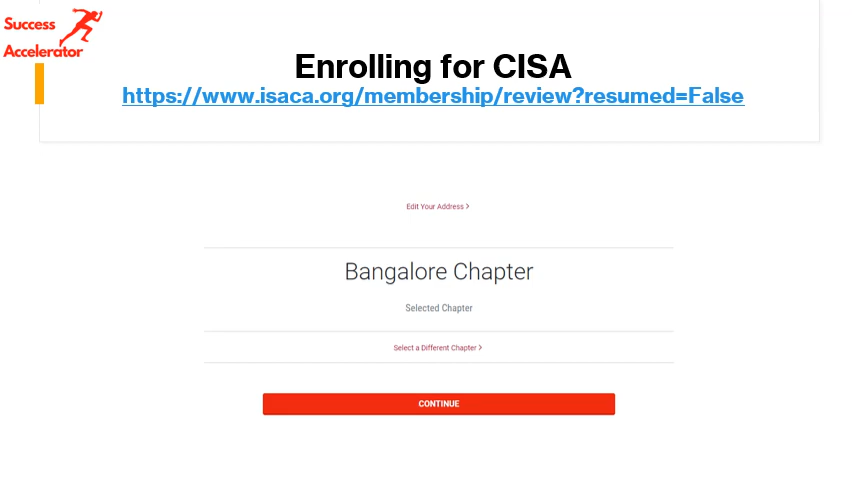 Success
Accelerator
Enrolling for CISA
https://www.isaca.org/membership/review?resumed=False
Edit Your Address >
Bangalore Chapter
Selected Chapter
Select a Different Chapter >
CONTINUE